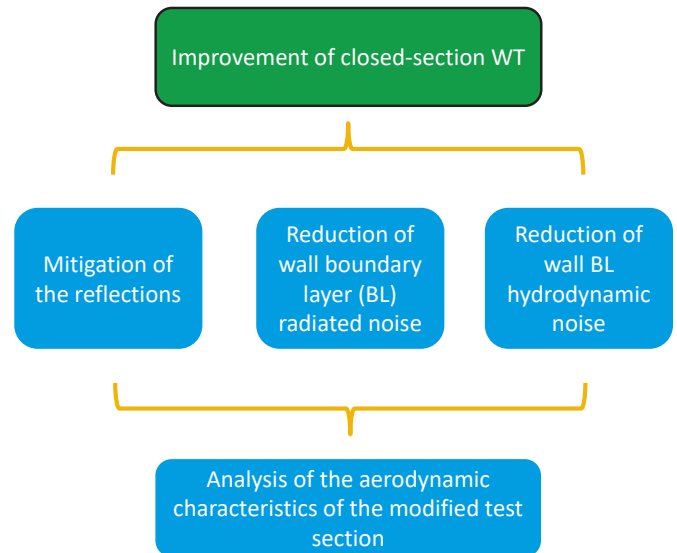 Improvement of closed-section WT
Mitigation of
the reflections
Reduction of
wall boundary
layer (BL)
radiated noise
Reduction of
wall BL
hydrodynamic
noise
Analysis of the aerodynamic
characteristics of the modified test
section